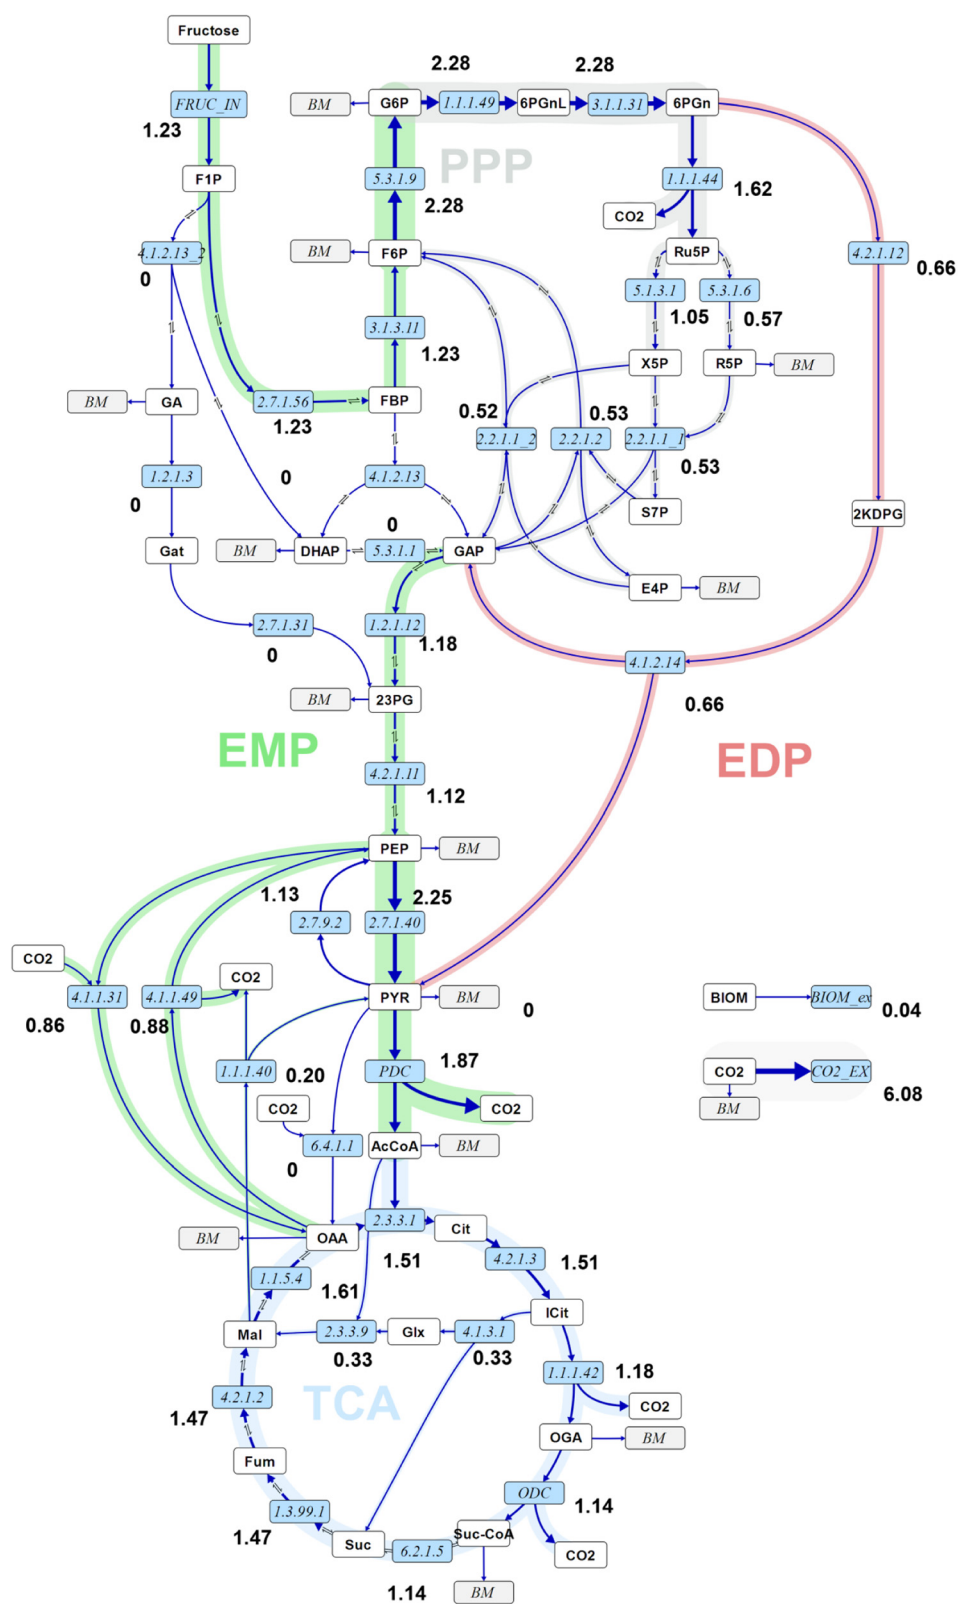 Fructose
2.28 2.28
BM G6P 1.1.1.49 6PGnL 3.1.1.31 6PGn
FRUC_IN
1.23
PPP
F1P 5.3.1.9 1.1.1.44
1.62
2.28
CO2
4.1.2.13_2 BM F6P Ru5P 4.2.1.12
0 0.66
5.1.3.1 5.3.1.6
1.05 0.57
3.1.3.11
1.23
X5P R5P BM
BM GA 2.7.1.56 FBP
1.23 0.52 0.53
2.2.1.1_2 2.2.1.2 2.2.1.1_1
0.53
1.2.1.3 0 4.1.2.13
0
S7P 2KDPG
0
Gat BM DHAP 5.3.1.1 GAP
E4P BM
2.7.1.31 1.2.1.12
0 1.18
4.1.2.14
BM 23PG 0.66
EMP EDP
4.2.1.11
1.12
PEP BM
1.13 2.25
2.7.9.2 2.7.1.40
CO2 CO2
4.1.1.31 4.1.1.49 PYR BM 0 BIOM BIOM_ex 0.04
0.86 0.88
1.1.1.40 0.20 PDC 1.87 CO2 CO2_EX
6.08
CO2 CO2 BM
6.4.1.1 AcCoA BM
0
BM OAA 2.3.3.1 Cit
1.51 4.2.1.3 1.51
1.1.5.4 1.61
ICit
Mal 2.3.3.9 Glx 4.1.3.1
0.33 0.33 1.1.1.42 1.18
4.2.1.2 TCA CO2
1.47
OGA BM
Fum
ODC
1.14
1.3.99.1
1.47 Suc 6.2.1.5 Suc-CoA CO2
1.14 BM